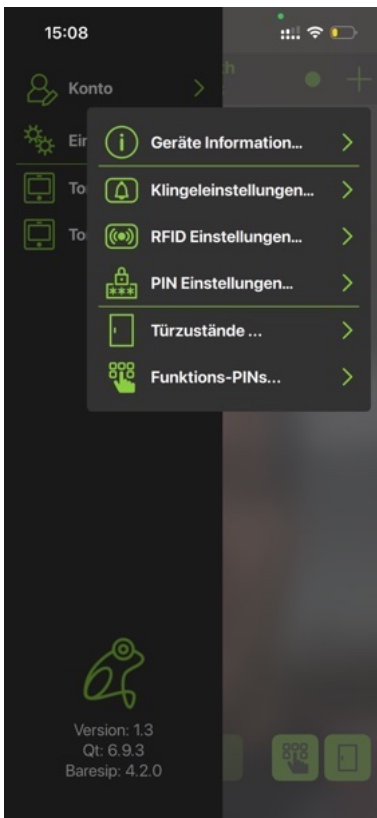 15:08
Konto
Ein
Geräte Information...
Klingeleinstellungen...
To
RFID Einstellungen...
To
PIN Einstellungen...
***
Türzustände ...
Funktions-PINs...
Version: 1.3
Qt: 6.9.3
Baresip: 4.2.0